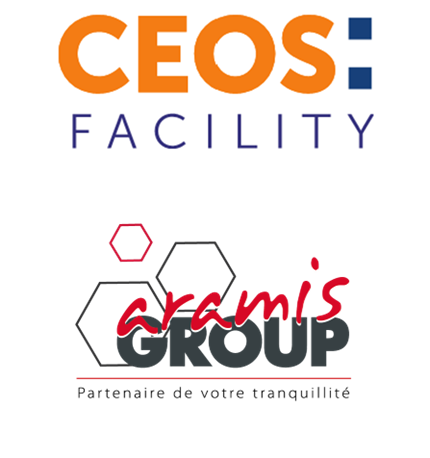 CEOS:
FACILITY
aramis
GROUP
Partenaire de votre tranquillité